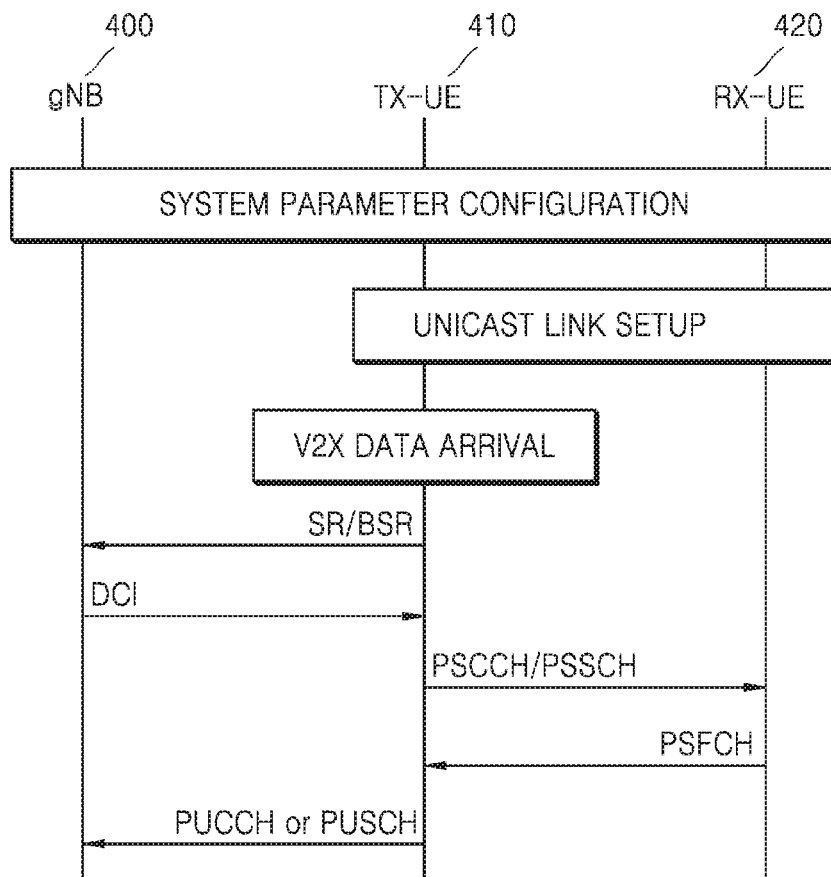 400 410 420
gNB TX-UE RX-UE
SYSTEM PARAMETER CONFIGURATION
UNICAST LINK SETUP
V2X DATA ARRIVAL
SR/BSR
DCI
PSCCH/PSSCH
PSFCH
PUCCH or PUSCH